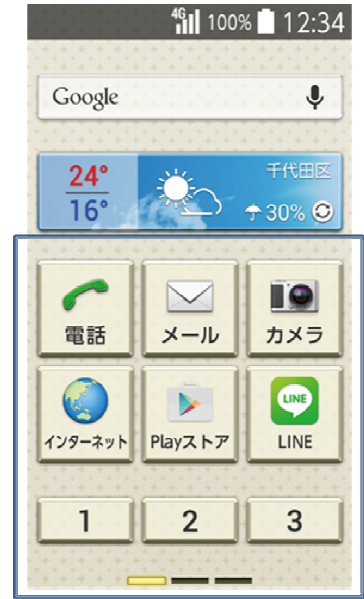 4G 100% 12:34
Google
24°
16°
千代田区
30%
電話 メール カメラ
インターネット Playストア LINE
LINE
1 2 3